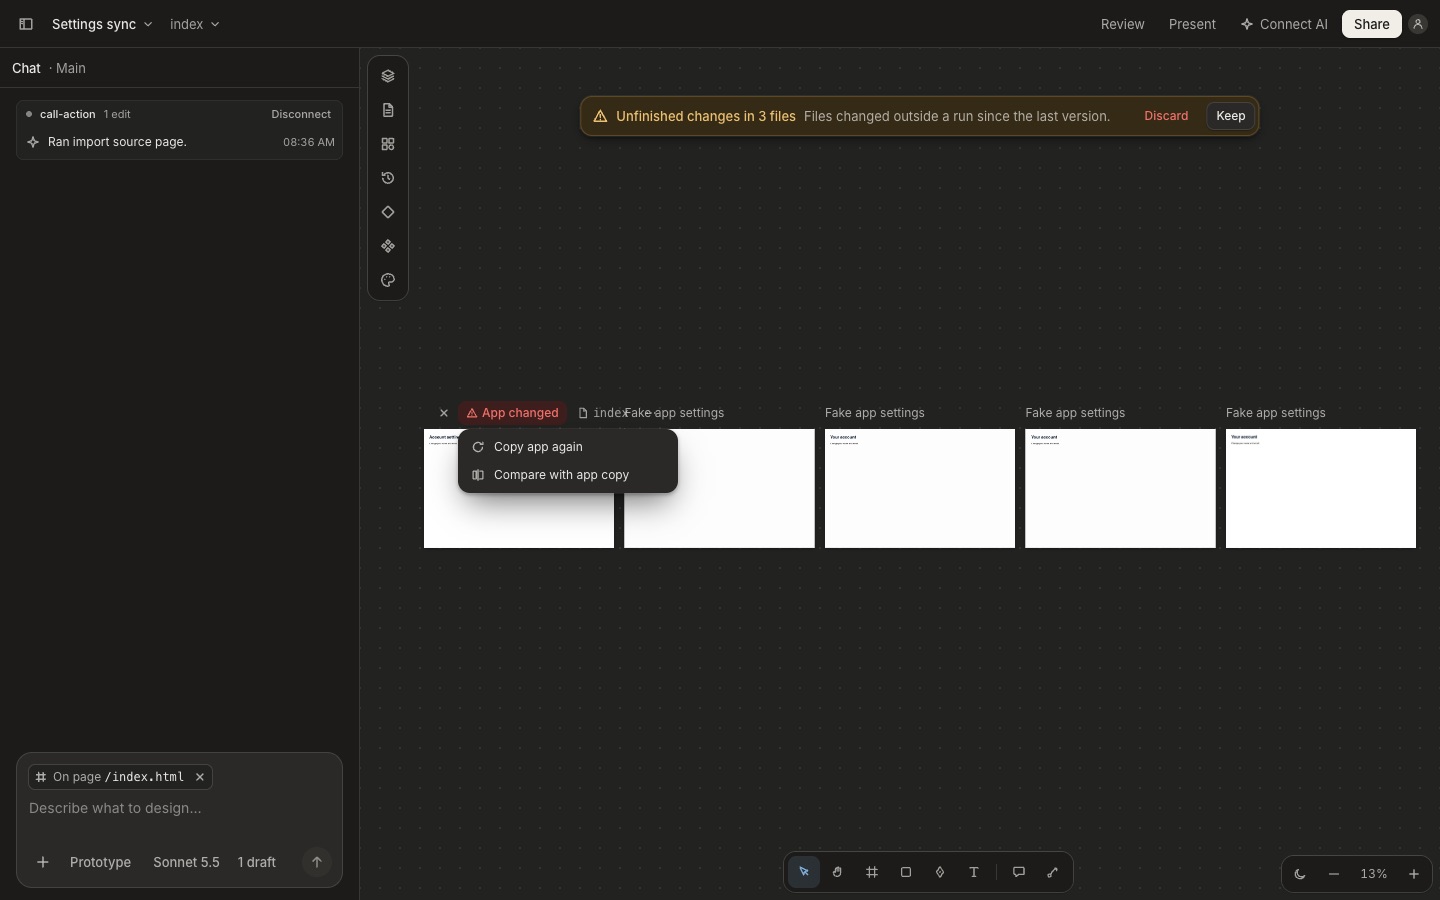 Settings sync
index
Review
Present
Connect AI
Share
Chat · Main
call-action 1 edit Disconnect
Ran import source page. 08:36 AM
Unfinished changes in 3 files Files changed outside a run since the last version. Discard Keep
App changed
index
Fake app settings
Fake app settings
Fake app settings
Fake app settings
Your account
Your account
Your account
Copy app again
Compare with app copy
On page /index.html
Describe what to design...
Prototype
Sonnet 5.5
1 draft
13%